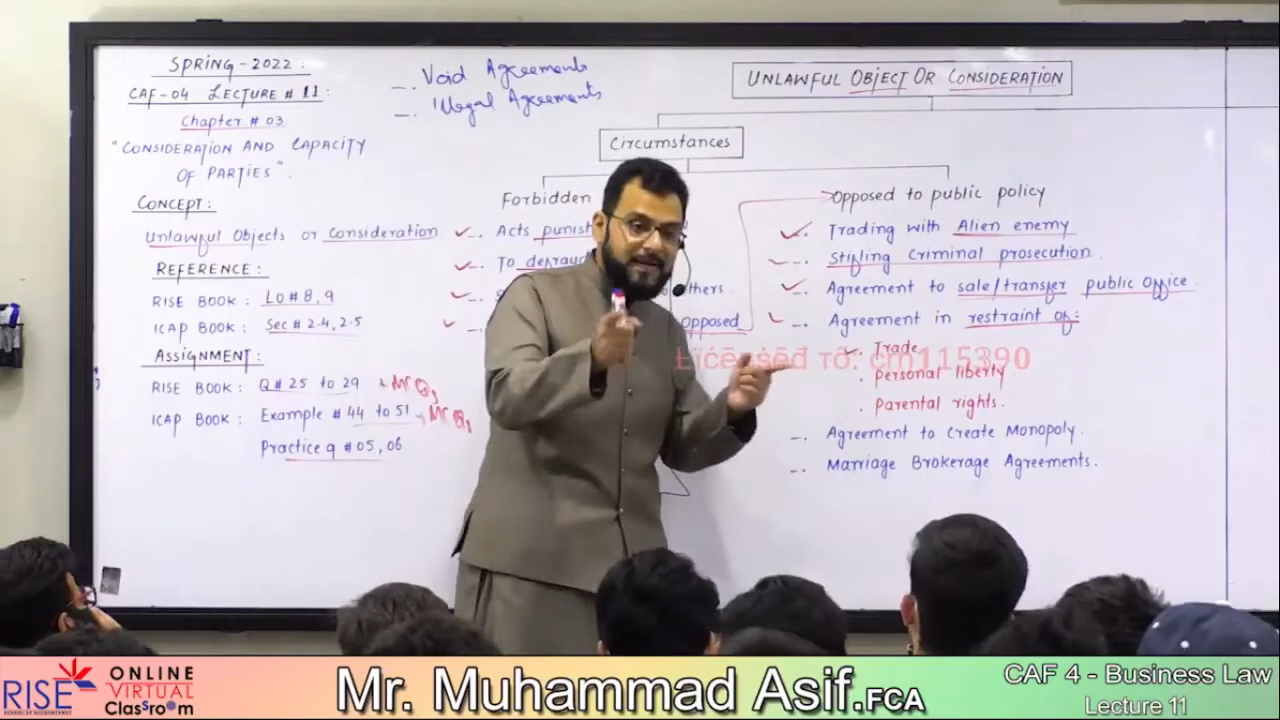 SPRING-2022:
CAF-04 LECTURE # 11:
Chapter # 03
"CONSIDERATION AND CAPACITY
OF PARTIES".
CONCEPT:
Unlawful Objects or Consideration
REFERENCE:
RISE BOOK: Lo# 8,9
ICAP BOOK: Sec # 2.4, 2.5
ASSIGNMENT:
RISE BOOK: Q# 25 to 29 + MCQs
ICAP BOOK: Example # 44 to 51 + MCQs
Practice q # 05, 06
Void Agreements
Illegal Agreements
UNLAWFUL OBJECT OR CONSIDERATION
Circumstances
Forbidden
Acts punish
To defraud
others.
opposed
Opposed to public policy
Trading with Alien enemy
Stifling criminal prosecution.
Agreement to sale/transfer public office.
Agreement in restraint of:
Trade
Personal liberty
Parental rights.
Agreement to Create Monopoly.
Marriage Brokerage Agreements.
Łïćēņṡēđ тō: cm115390
RISE
ONLINE
VIRTUAL
ClassroOm
Mr. Muhammad Asif.FCA
CAF 4 - Business Law
Lecture 11